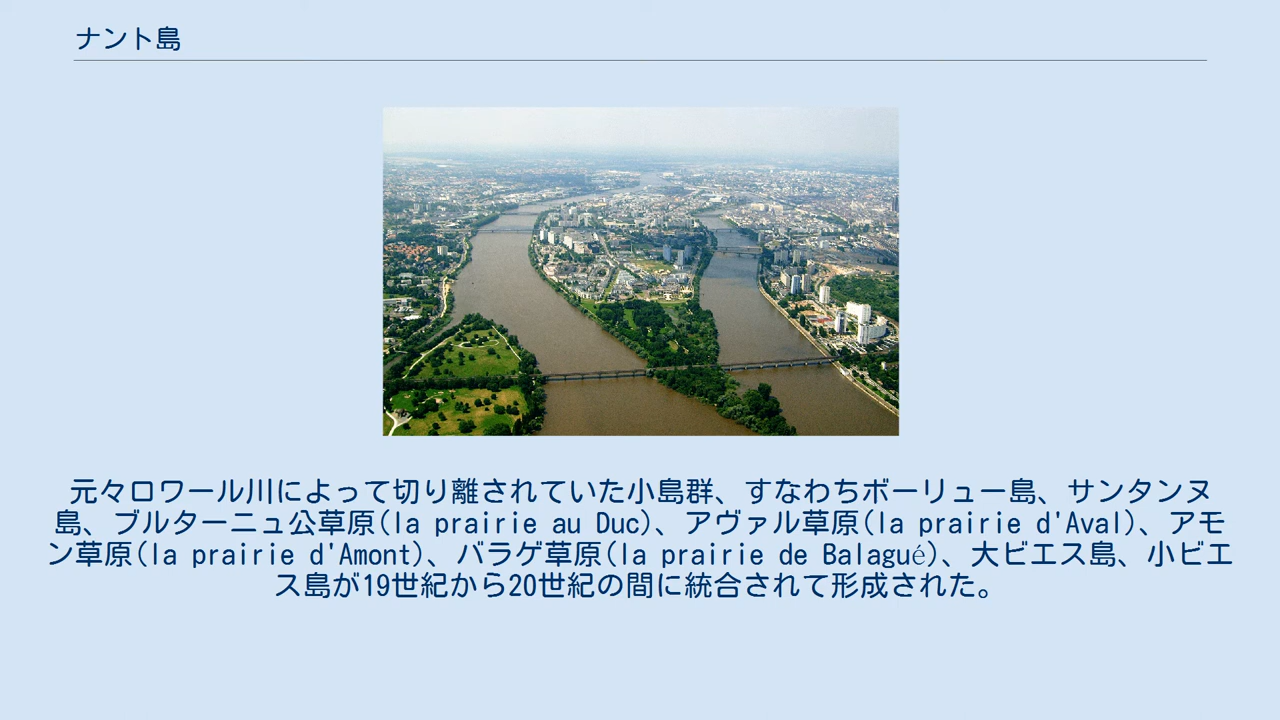 ナント島
元々ロワール川によって切り離されていた小島群、すなわちボーリュー島、サンタンヌ
島、ブルターニュ公草原(la prairie au Duc)、アヴァル草原(la prairie d'Aval)、アモ
ン草原(la prairie d'Amont)、バラゲ草原(la prairie de Balagué)、大ビエス島、小ビエ
ス島が19世紀から20世紀の間に統合されて形成された。